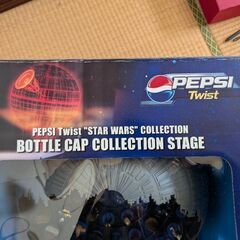 PEPSI
Twist
PEPSI Twist "STAR WARS" COLLECTION
BOTTLE CAP COLLECTION STAGE